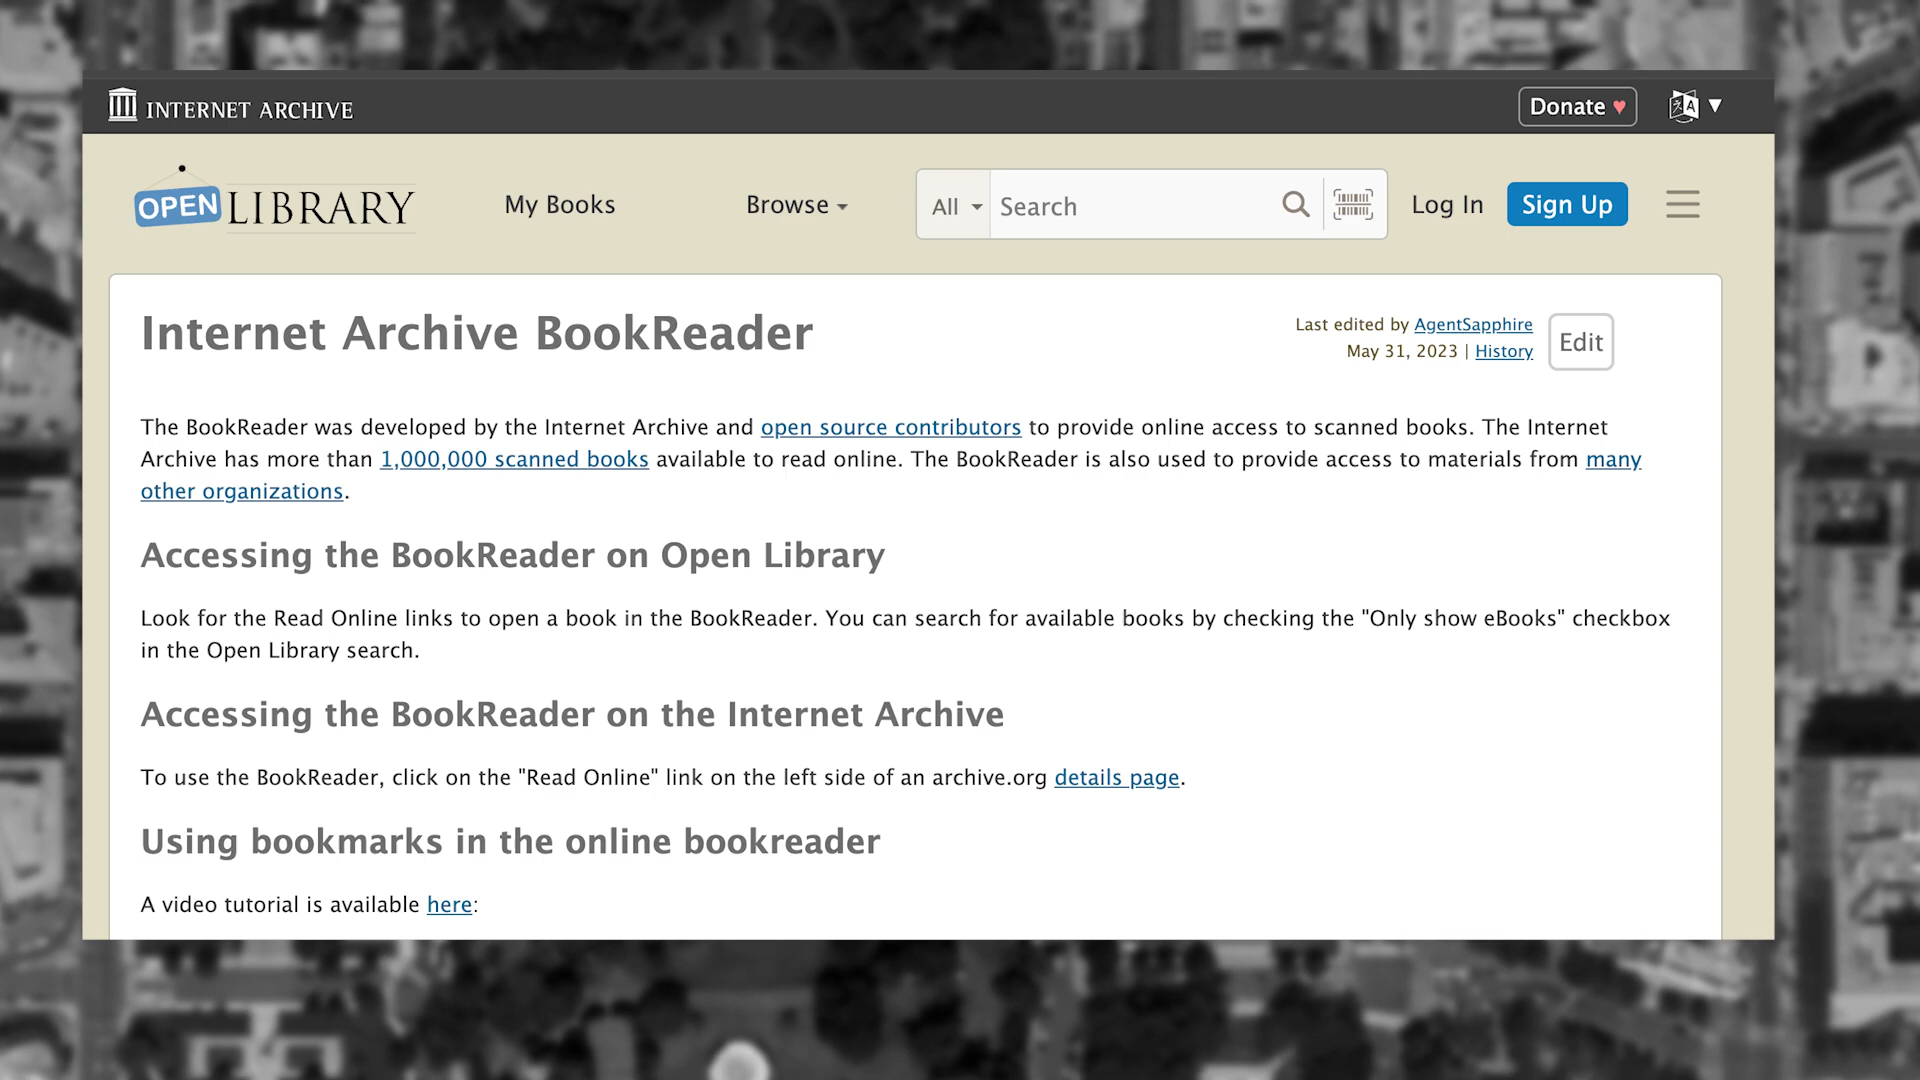 INTERNET ARCHIVE
Donate ♥
OPEN LIBRARY
My Books
Browse
All
Search
Log In
Sign Up
Internet Archive BookReader
Last edited by AgentSapphire
May 31, 2023 | History
Edit
The BookReader was developed by the Internet Archive and open source contributors to provide online access to scanned books. The Internet
Archive has more than 1,000,000 scanned books available to read online. The BookReader is also used to provide access to materials from many
other organizations.
Accessing the BookReader on Open Library
Look for the Read Online links to open a book in the BookReader. You can search for available books by checking the "Only show eBooks" checkbox
in the Open Library search.
Accessing the BookReader on the Internet Archive
To use the BookReader, click on the "Read Online" link on the left side of an archive.org details page.
Using bookmarks in the online bookreader
A video tutorial is available here: